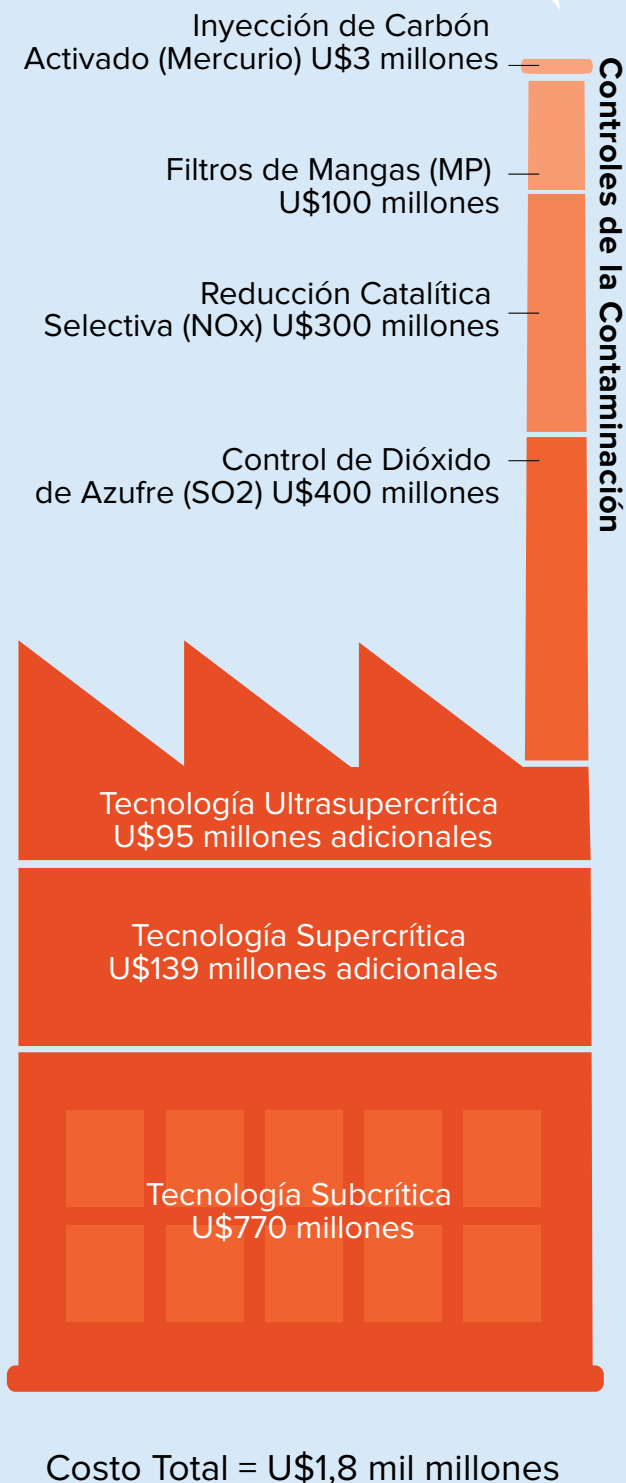 Inyección de Carbón
Activado (Mercurio) U$3 millones
Filtros de Mangas (MP)
U$100 millones
Reducción Catalítica
Selectiva (NOx) U$300 millones
Control de Dióxido
de Azufre (SO2) U$400 millones
Controles de la Contaminación
Tecnología Ultrasupercrítica
U$95 millones adicionales
Tecnología Supercrítica
U$139 millones adicionales
Tecnología Subcrítica
U$770 millones
Costo Total = U$1,8 mil millones